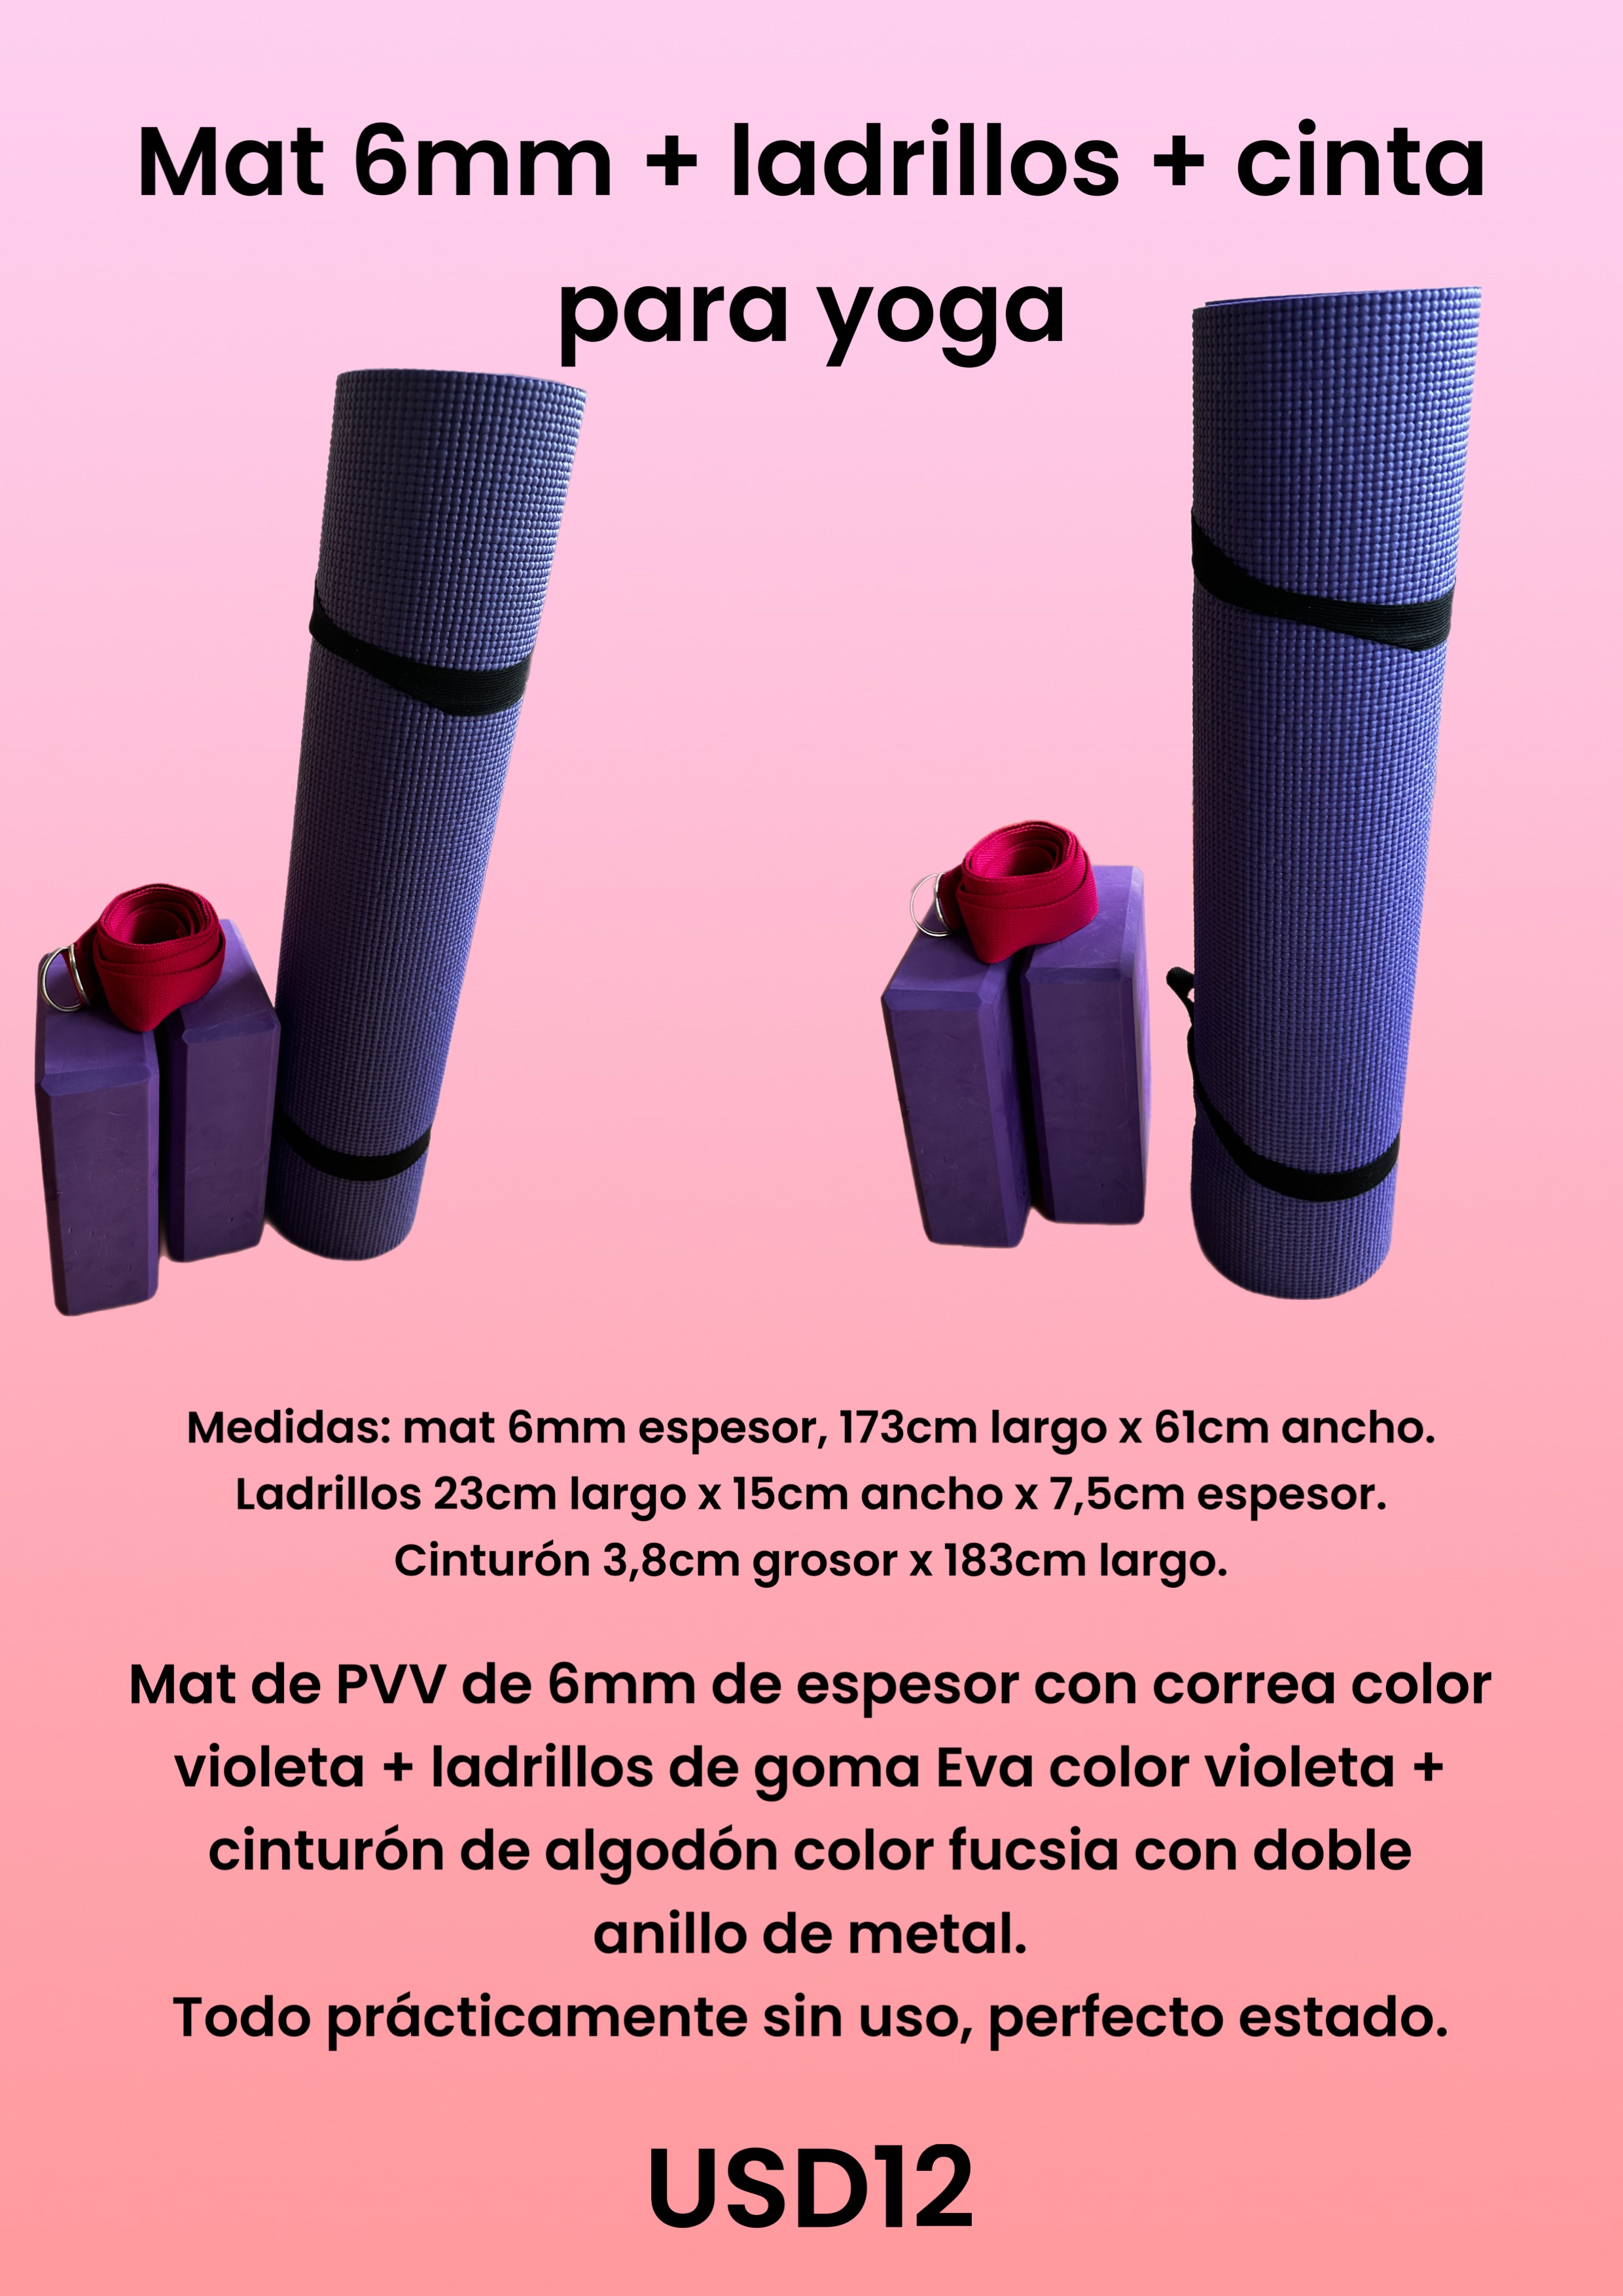 Mat 6mm + ladrillos + cinta
para yoga
Medidas: mat 6mm espesor, 173cm largo x 61cm ancho.
Ladrillos 23cm largo x 15cm ancho x 7,5cm espesor.
Cinturón 3,8cm grosor x 183cm largo.
Mat de PVV de 6mm de espesor con correa color
violeta + ladrillos de goma Eva color violeta +
cinturón de algodón color fucsia con doble
anillo de metal.
Todo prácticamente sin uso, perfecto estado.
USD12